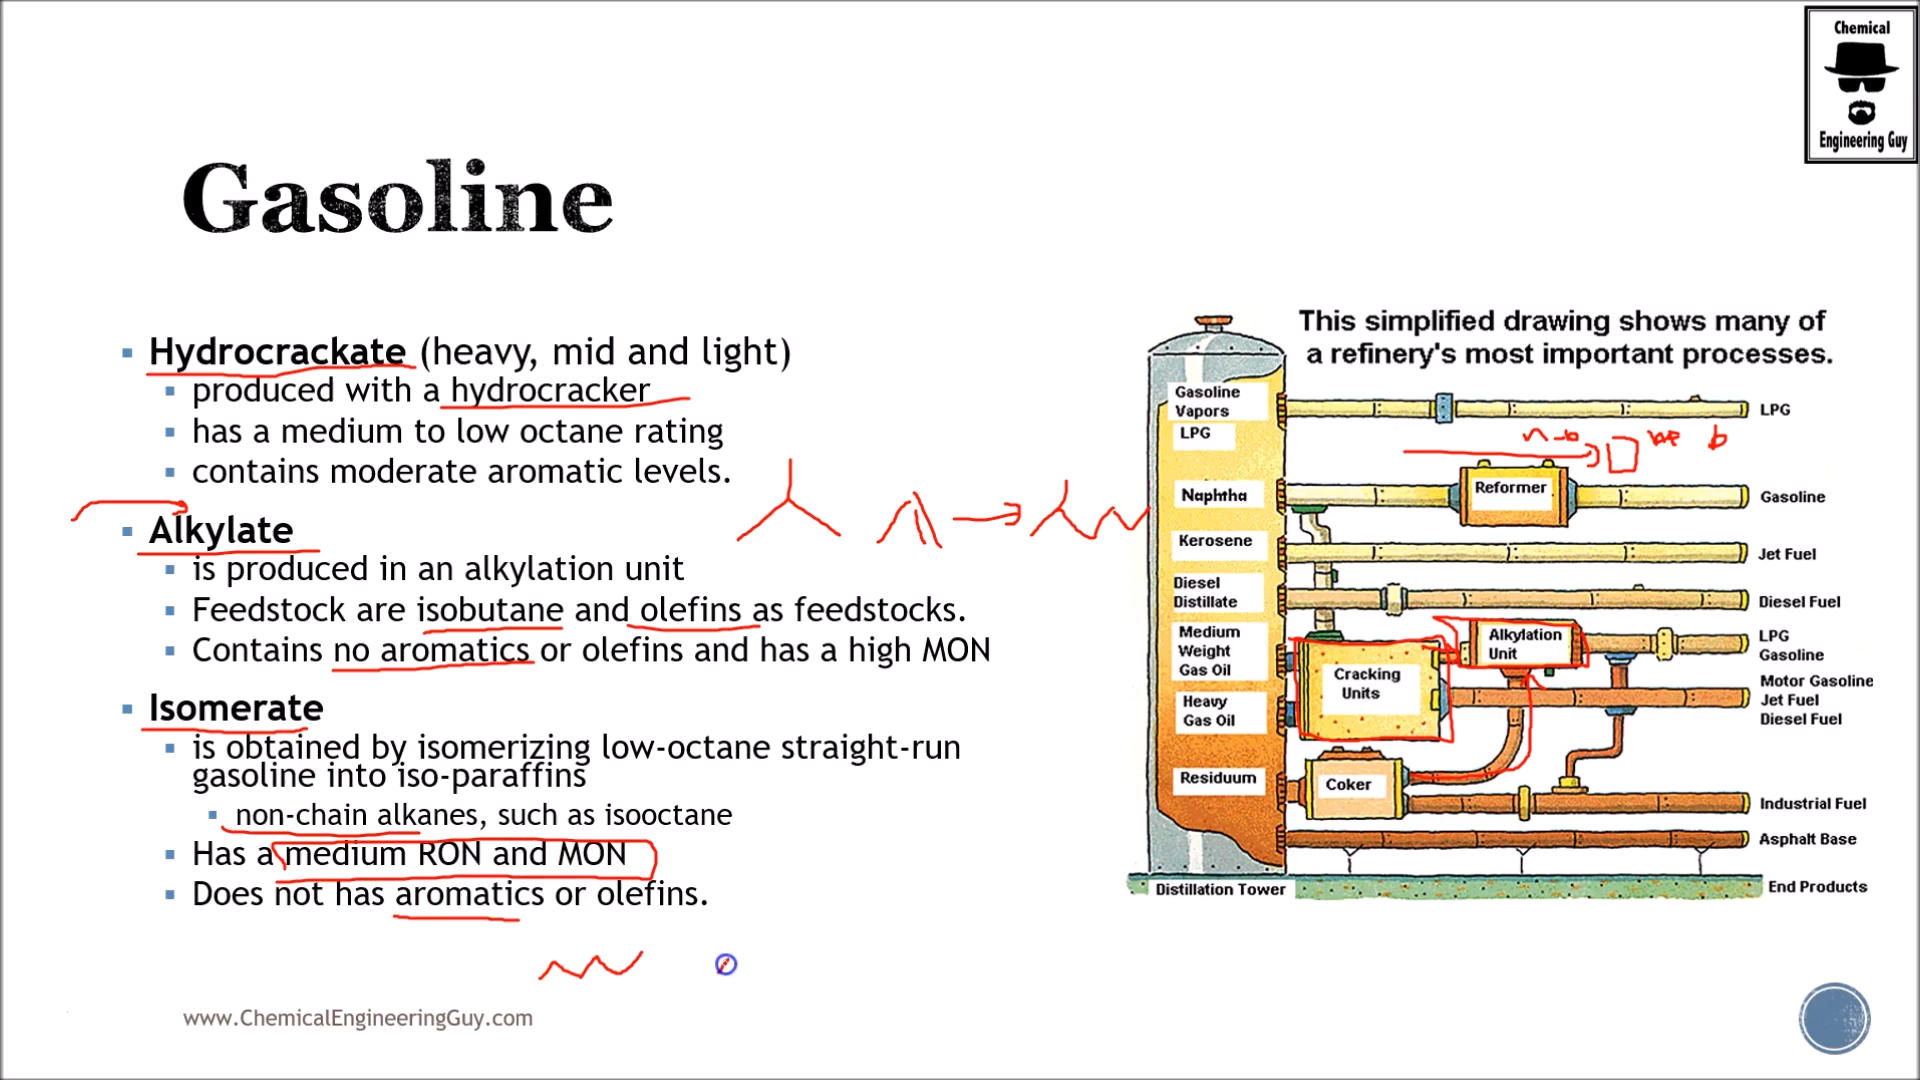 Chemical
Engineering Guy
Gasoline
Hydrocrackate (heavy, mid and light)
produced with a hydrocracker
has a medium to low octane rating
contains moderate aromatic levels.
Alkylate
is produced in an alkylation unit
Feedstock are isobutane and olefins as feedstocks.
Contains no aromatics or olefins and has a high MON
Isomerate
is obtained by isomerizing low-octane straight-run
gasoline into iso-paraffins
non-chain alkanes, such as isooctane
Has a medium RON and MON
Does not has aromatics or olefins.
www.ChemicalEngineeringGuy.com
This simplified drawing shows many of
a refinery's most important processes.
Gasoline
Vapors
LPG
LPG
n-b
b
Naphtha
Reformer
Gasoline
Kerosene
Jet Fuel
Diesel
Distillate
Diesel Fuel
Medium
Weight
Gas Oil
Alkylation
Unit
LPG
Gasoline
Cracking
Units
Motor Gasoline
Jet Fuel
Diesel Fuel
Heavy
Gas Oil
Residuum
Coker
Industrial Fuel
Asphalt Base
Distillation Tower
End Products